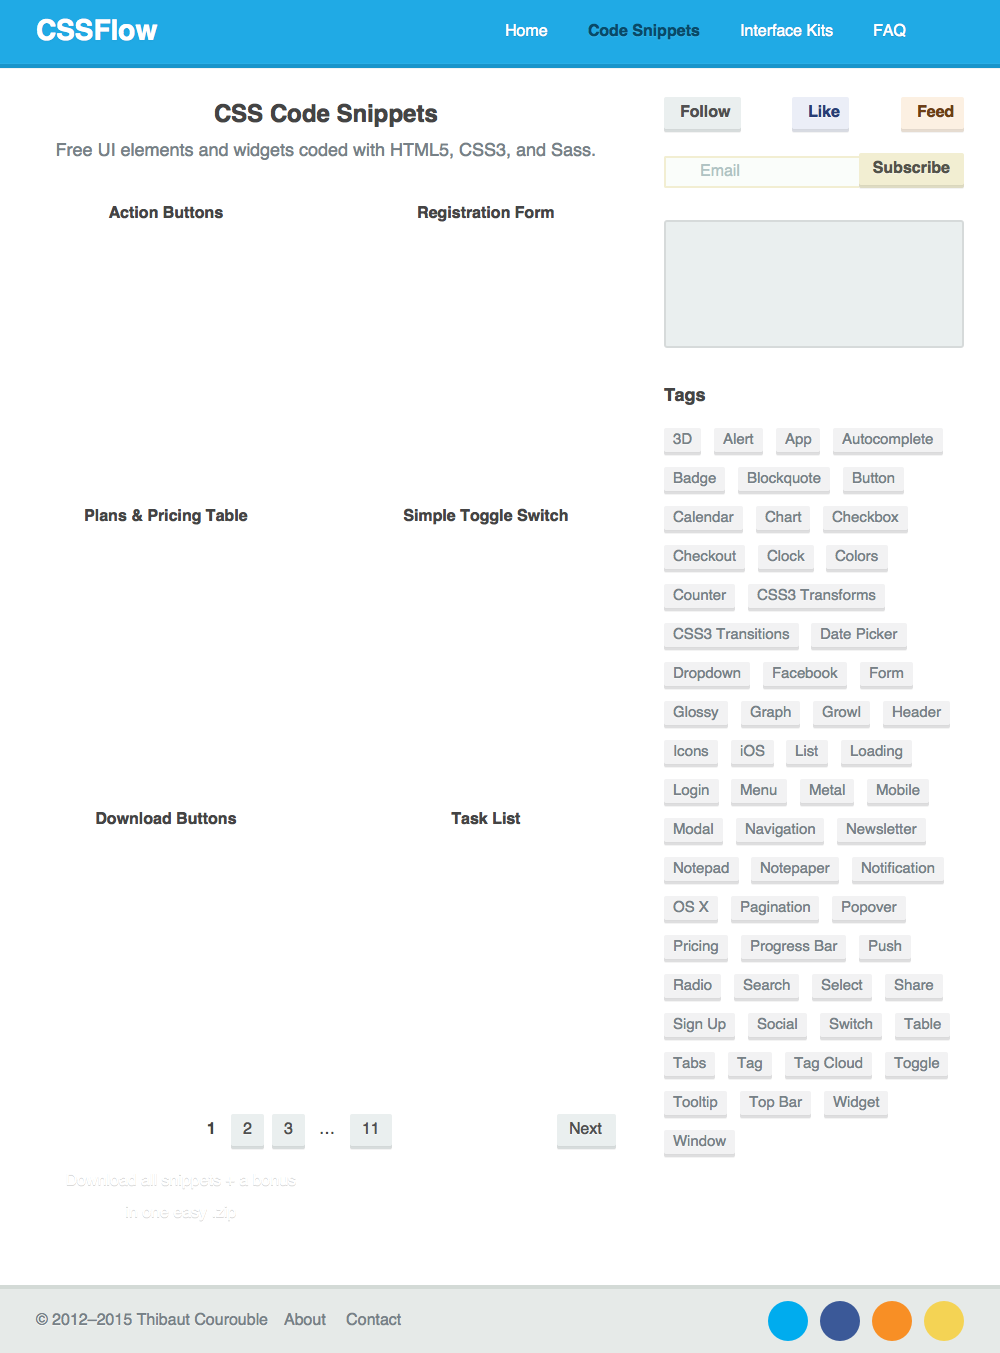 CSSFlow
Home Code Snippets Interface Kits FAQ
CSS Code Snippets
Free UI elements and widgets coded with HTML5, CSS3, and Sass.
Action Buttons Registration Form
Plans & Pricing Table Simple Toggle Switch
Download Buttons Task List
1 2 3 ... 11 Next
Download all snippets + a bonus
in one easy .zip
Follow Like Feed
Email Subscribe
Tags
3D Alert App Autocomplete
Badge Blockquote Button
Calendar Chart Checkbox
Checkout Clock Colors
Counter CSS3 Transforms
CSS3 Transitions Date Picker
Dropdown Facebook Form
Glossy Graph Growl Header
Icons iOS List Loading
Login Menu Metal Mobile
Modal Navigation Newsletter
Notepad Notepaper Notification
OS X Pagination Popover
Pricing Progress Bar Push
Radio Search Select Share
Sign Up Social Switch Table
Tabs Tag Tag Cloud Toggle
Tooltip Top Bar Widget
Window
© 2012–2015 Thibaut Courouble About Contact